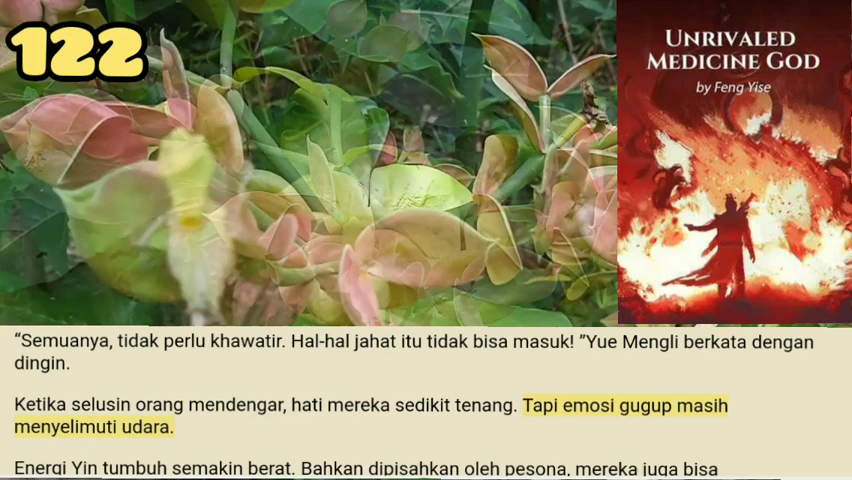 122
UNRIVALED
MEDICINE GOD
by Feng Yise
“Semuanya, tidak perlu khawatir. Hal-hal jahat itu tidak bisa masuk! ”Yue Mengli berkata dengan
dingin.
Ketika selusin orang mendengar, hati mereka sedikit tenang. Tapi emosi gugup masih
menyelimuti udara.
Energi Yin tumbuh semakin berat. Bahkan dipisahkan oleh pesona, mereka juga bisa